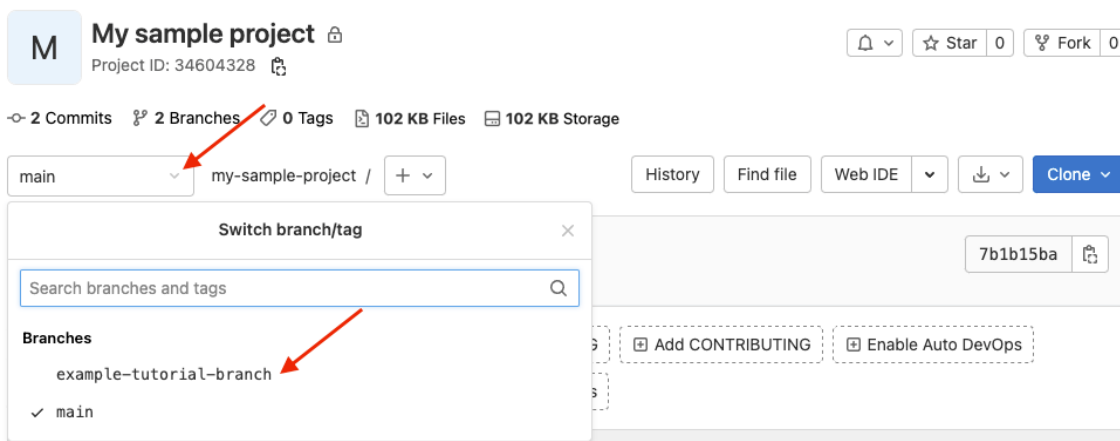 M
My sample project
Project ID: 34604328
Star 0
Fork 0
2 Commits 2 Branches 0 Tags 102 KB Files 102 KB Storage
main my-sample-project / + History Find file Web IDE Clone
Switch branch/tag
7b1b15ba
Search branches and tags
Branches
Add CONTRIBUTING Enable Auto DevOps
example-tutorial-branch
main